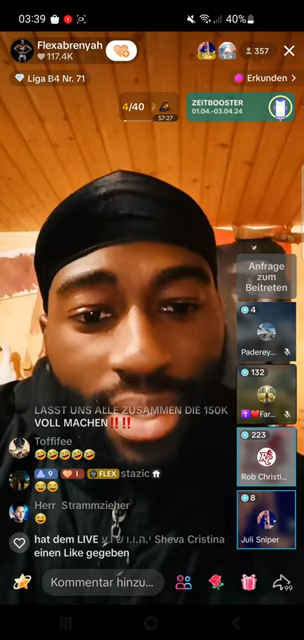 03:39
40%
Flexabrenyah
117.4K
357
Liga B4 Nr. 71
Erkunden >
4/40
57:27
ZEITBOOSTER
01.04.-03.04.24
Anfrage
zum
Beitreten
4
Paderey...
132
Far...
223
Rob Christi...
8
Juli Sniper
LASST UNS ALLE ZUSAMMEN DIE 150K
VOLL MACHEN‼️‼️
Toffifee
🤣🤣🤣🤣🤣
9 1 FLEX stazic
😂😂
Herr Strammzieher
😂
hat dem LIVE י.ה.ו.ש.ו.ע Sheva Cristina
einen Like gegeben
Kommentar hinzu...
99